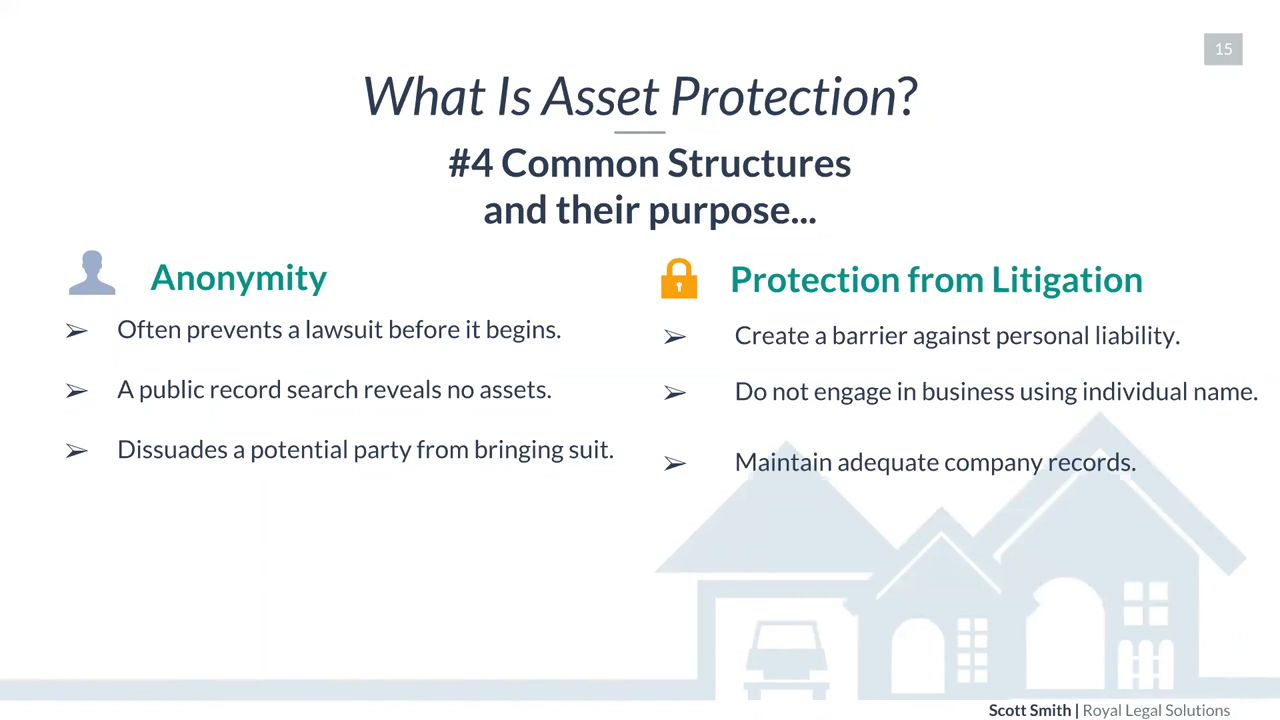 15
What Is Asset Protection?
#4 Common Structures
and their purpose...
Anonymity
➢ Often prevents a lawsuit before it begins.
➢ A public record search reveals no assets.
➢ Dissuades a potential party from bringing suit.
Protection from Litigation
➢ Create a barrier against personal liability.
➢ Do not engage in business using individual name.
➢ Maintain adequate company records.
Scott Smith | Royal Legal Solutions